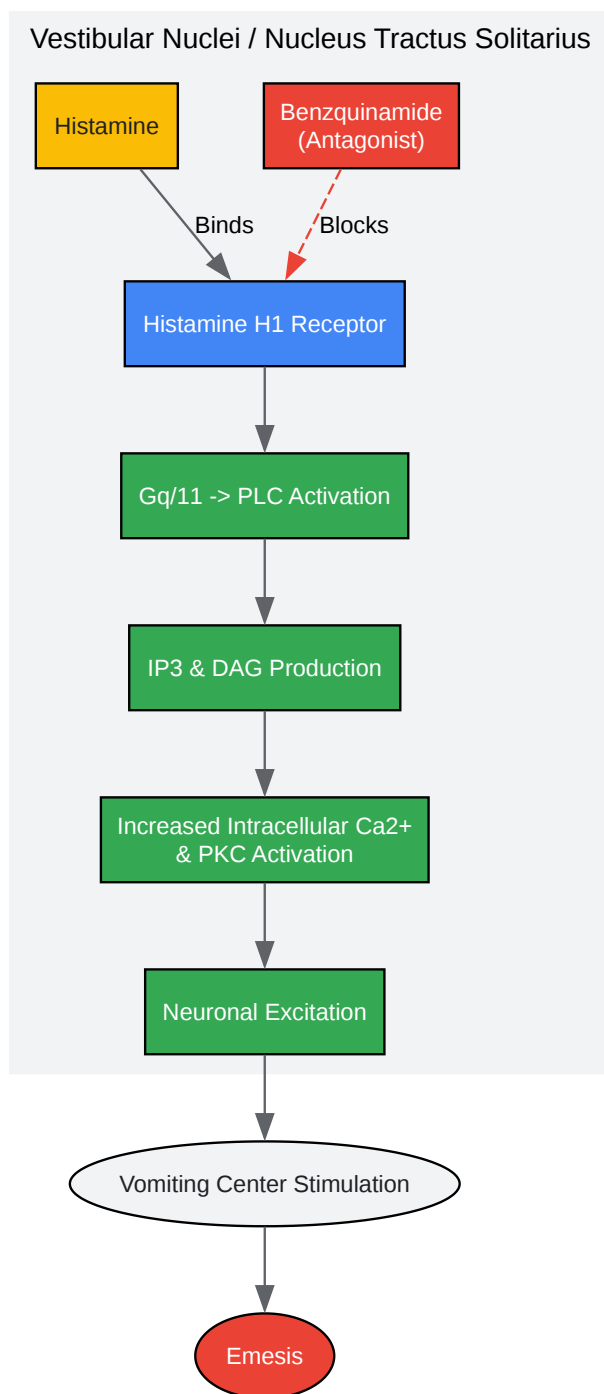 Vestibular Nuclei / Nucleus Tractus Solitarius
Histamine
Benzquinamide
(Antagonist)
Binds
Blocks
Histamine H1 Receptor
Gq/11 -> PLC Activation
IP3 & DAG Production
Increased Intracellular Ca2+
& PKC Activation
Neuronal Excitation
Vomiting Center Stimulation
Emesis